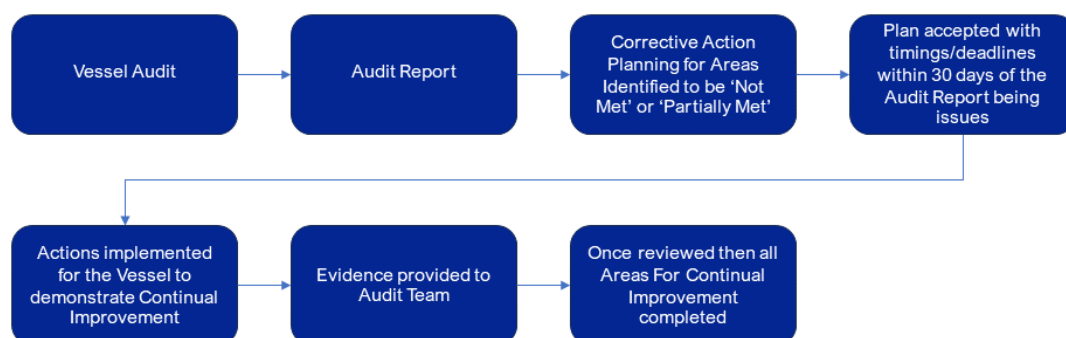 Vessel Audit
Audit Report
Corrective Action
Planning for Areas
Identified to be ‘Not
Met’ or ‘Partially Met’
Plan accepted with
timings/deadlines
within 30 days of the
Audit Report being
issues
Actions implemented
for the Vessel to
demonstrate Continual
Improvement
Evidence provided to
Audit Team
Once reviewed then all
Areas For Continual
Improvement
completed